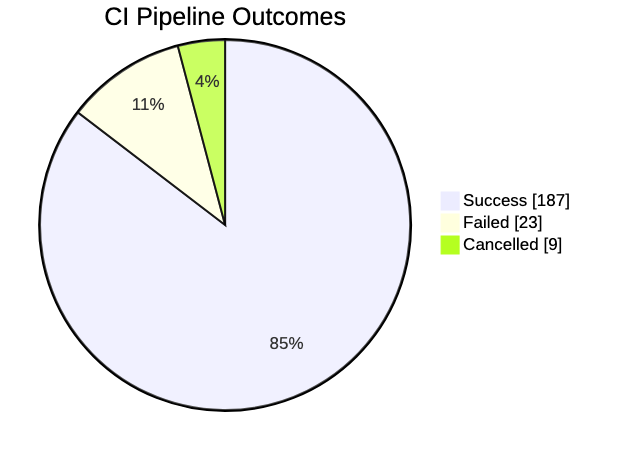 CI Pipeline Outcomes
4%
11%
85%
Success [187]
Failed [23]
Cancelled [9]